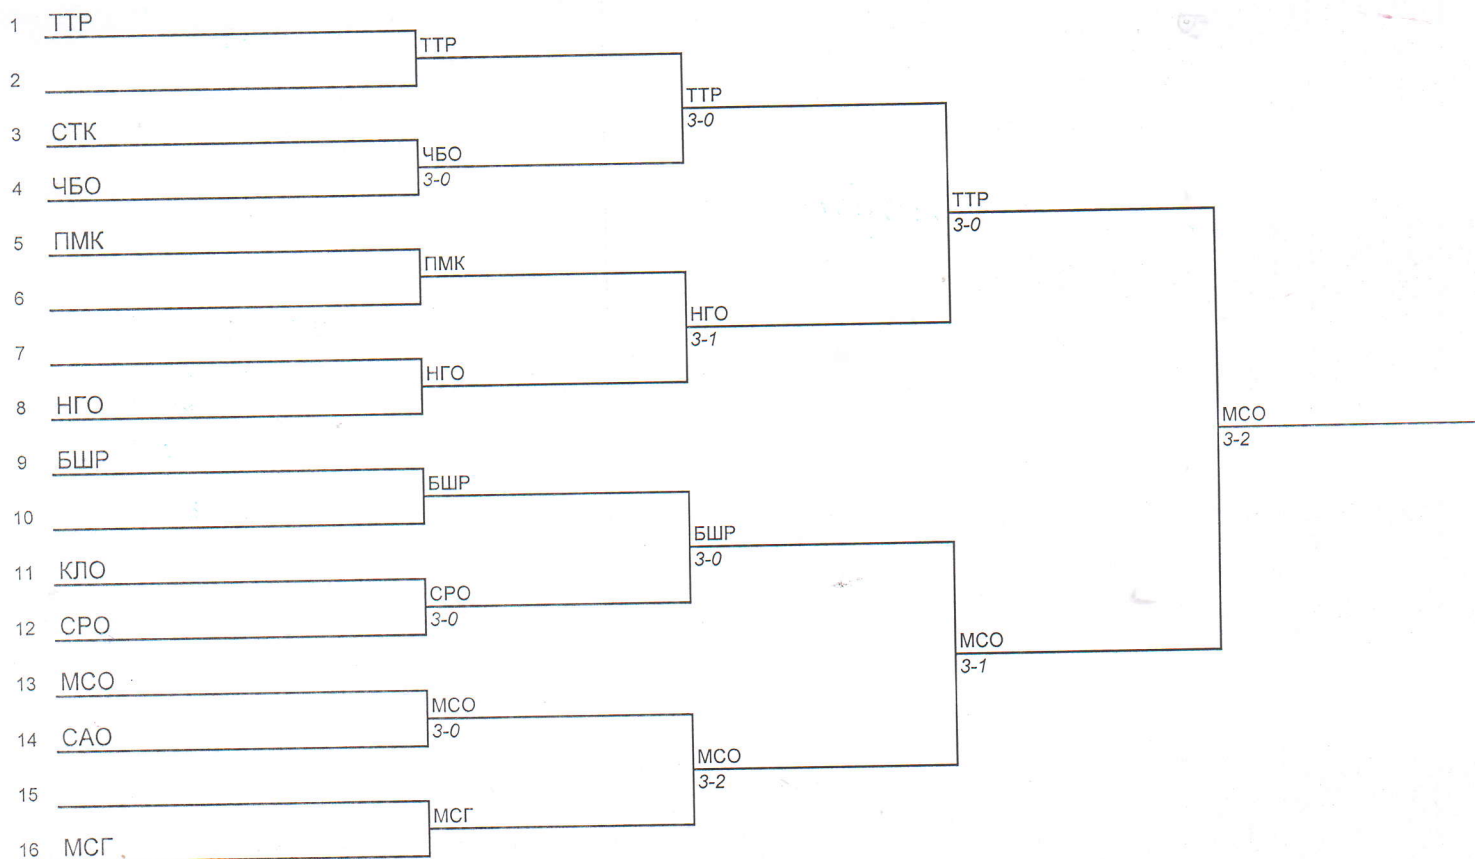 1 ТТР
ТТР
2
ТТР
3-0
3 СТК
ЧБО
3-0
4 ЧБО
ТТР
3-0
5 ПМК
ПМК
6
НГО
3-1
7
НГО
8 НГО
МСО
3-2
9 БШР
БШР
10
БШР
3-0
11 КЛО
СРО
3-0
12 СРО
МСО
3-1
13 МСО
МСО
3-0
14 САО
МСО
3-2
15
МСГ
16 МСГ